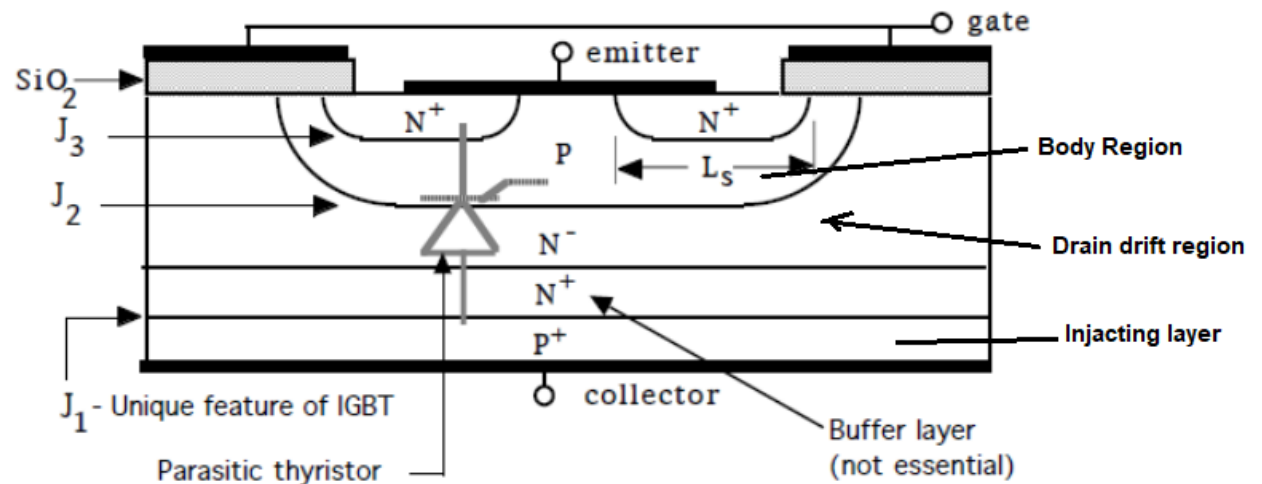 gate
emitter
SiO2
N+
N+
J3
P
Ls
Body Region
J2
N-
Drain drift region
N+
P+
Injacting layer
collector
J1 - Unique feature of IGBT
Buffer layer
(not essential)
Parasitic thyristor